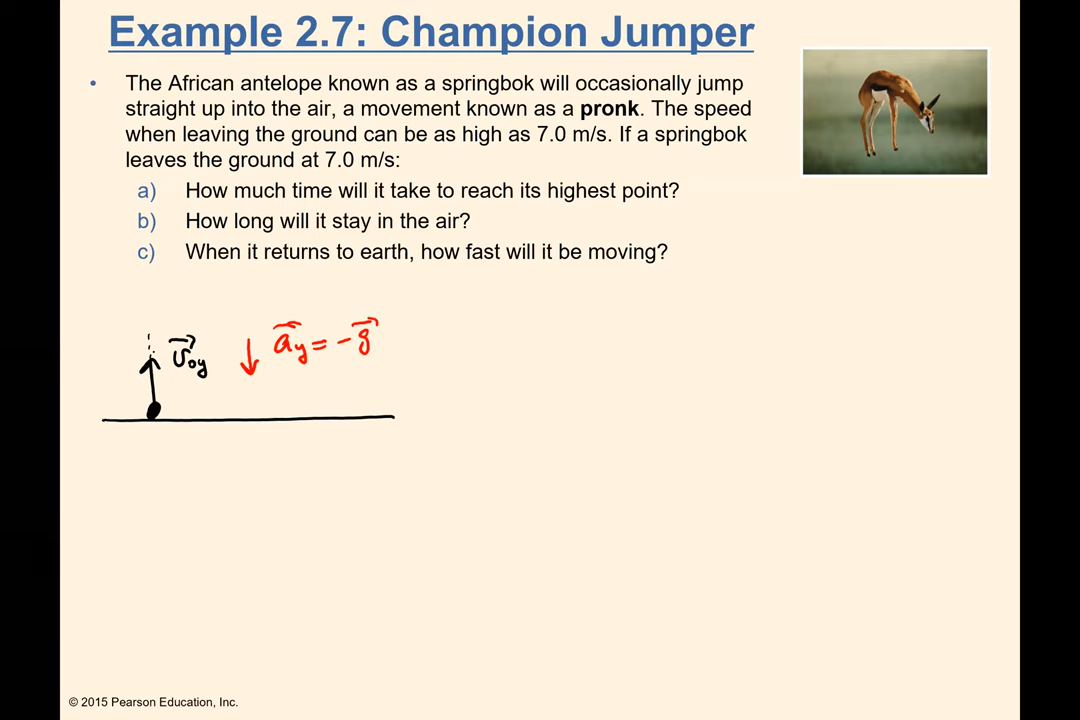 Example 2.7: Champion Jumper
• The African antelope known as a springbok will occasionally jump
straight up into the air, a movement known as a pronk. The speed
when leaving the ground can be as high as 7.0 m/s. If a springbok
leaves the ground at 7.0 m/s:
a) How much time will it take to reach its highest point?
b) How long will it stay in the air?
c) When it returns to earth, how fast will it be moving?
v⃗₀y ↓ a⃗y = -g⃗
© 2015 Pearson Education, Inc.